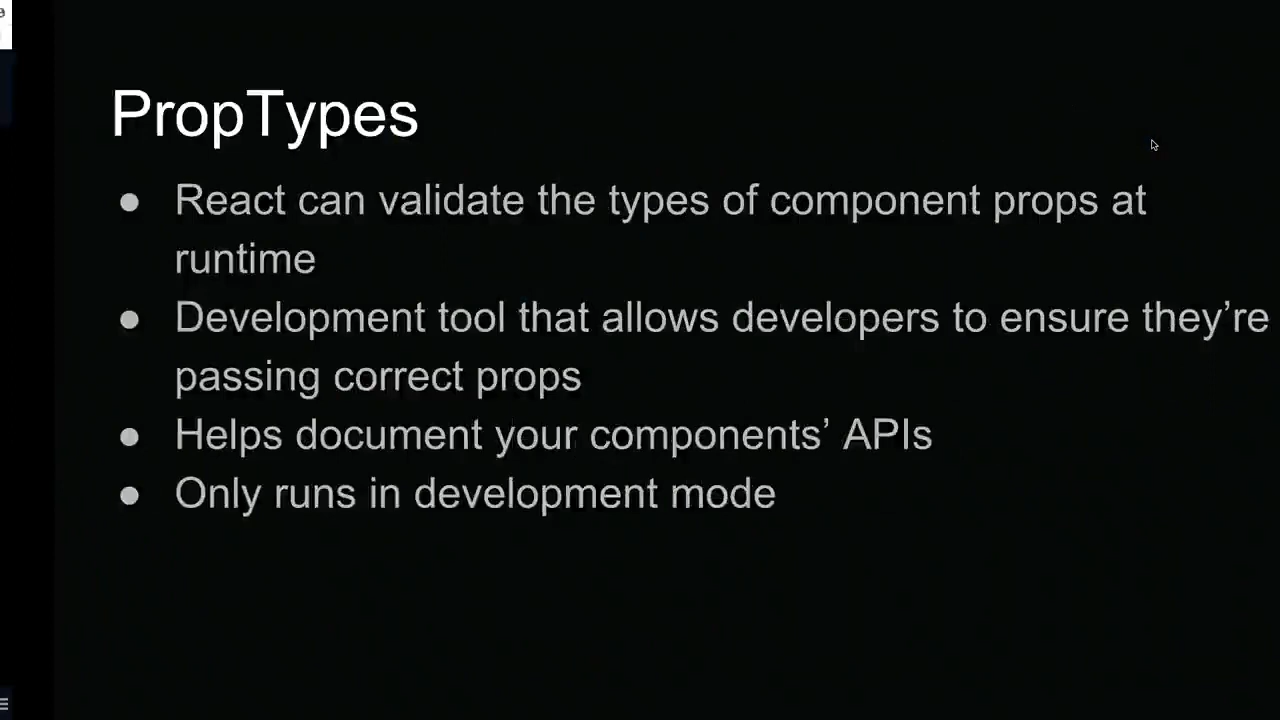 PropTypes
● React can validate the types of component props at
runtime
● Development tool that allows developers to ensure they’re
passing correct props
● Helps document your components’ APIs
● Only runs in development mode